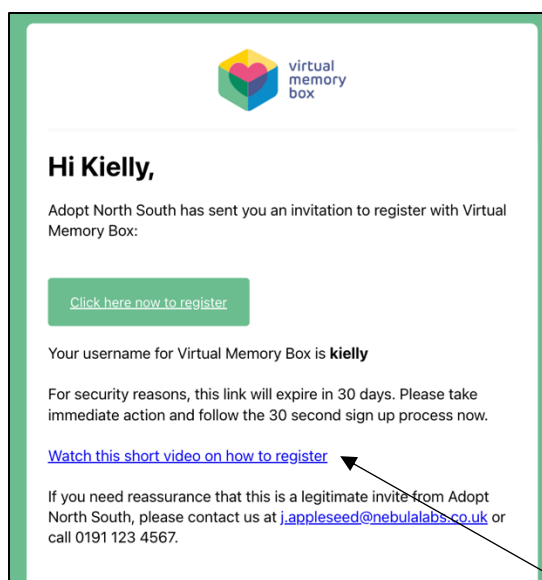 virtual
memory
box
Hi Kielly,
Adopt North South has sent you an invitation to register with Virtual
Memory Box:
Click here now to register
Your username for Virtual Memory Box is kielly
For security reasons, this link will expire in 30 days. Please take
immediate action and follow the 30 second sign up process now.
Watch this short video on how to register
If you need reassurance that this is a legitimate invite from Adopt
North South, please contact us at j.appleseed@nebulalabs.co.uk or
call 0191 123 4567.